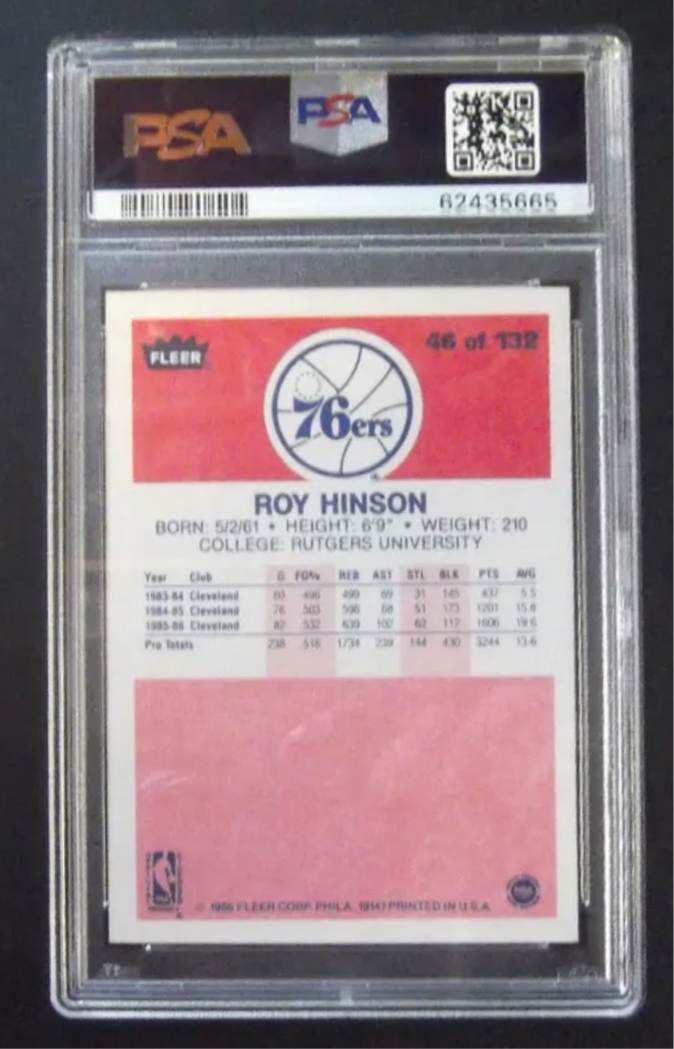 PSA PSA
62435665
FLEER 46 of 132
76ers
ROY HINSON
BORN: 5/2/61 • HEIGHT: 6'9" • WEIGHT: 210
COLLEGE: RUTGERS UNIVERSITY
Year Club G FG% REB AST STL BLK PTS AVG
1983-84 Cleveland 80 496 499 69 31 145 437 5.5
1984-85 Cleveland 76 503 596 68 51 173 1201 15.8
1985-86 Cleveland 82 532 639 102 62 112 1606 19.6
Pro Totals 238 516 1734 239 144 430 3244 13.6
© 1986 FLEER CORP. PHILA. 19141 PRINTED IN U.S.A.